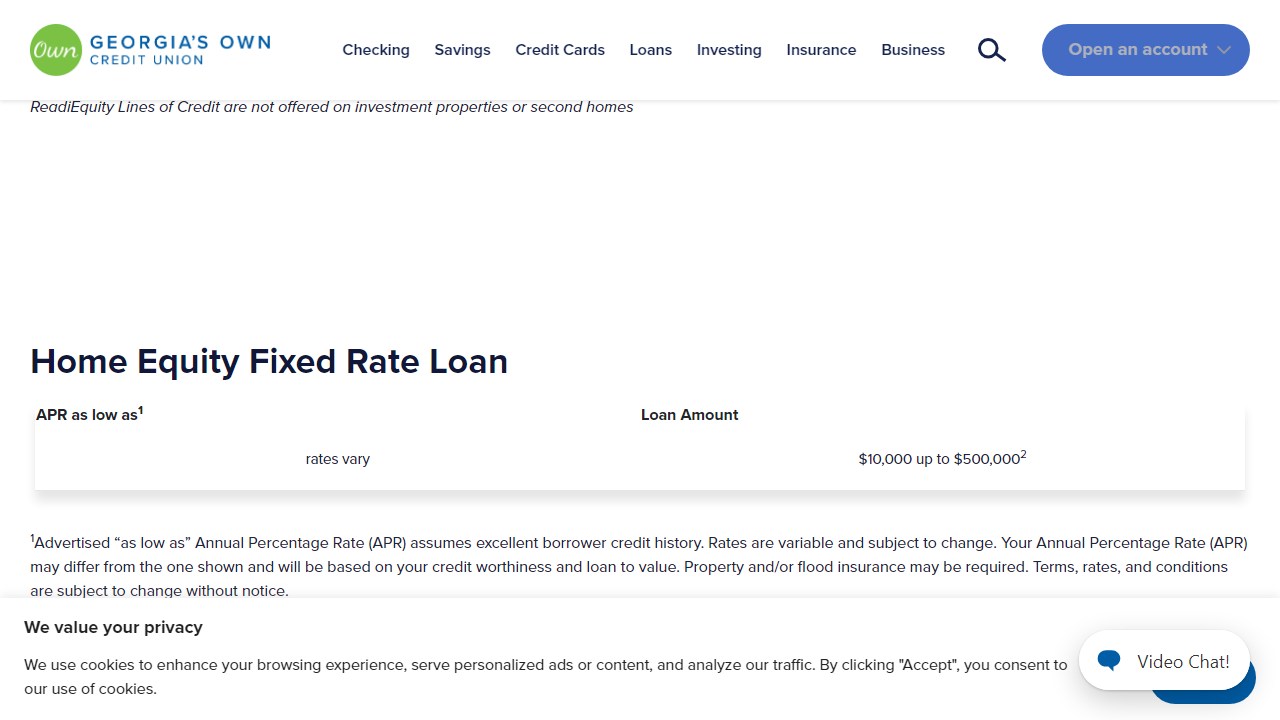 Own GEORGIA'S OWN
CREDIT UNION
Checking Savings Credit Cards Loans Investing Insurance Business
Open an account
ReadiEquity Lines of Credit are not offered on investment properties or second homes
Home Equity Fixed Rate Loan
APR as low as¹ Loan Amount
rates vary $10,000 up to $500,000²
¹Advertised “as low as” Annual Percentage Rate (APR) assumes excellent borrower credit history. Rates are variable and subject to change. Your Annual Percentage Rate (APR)
may differ from the one shown and will be based on your credit worthiness and loan to value. Property and/or flood insurance may be required. Terms, rates, and conditions
are subject to change without notice.
We value your privacy
We use cookies to enhance your browsing experience, serve personalized ads or content, and analyze our traffic. By clicking "Accept", you consent to
our use of cookies.
Video Chat!